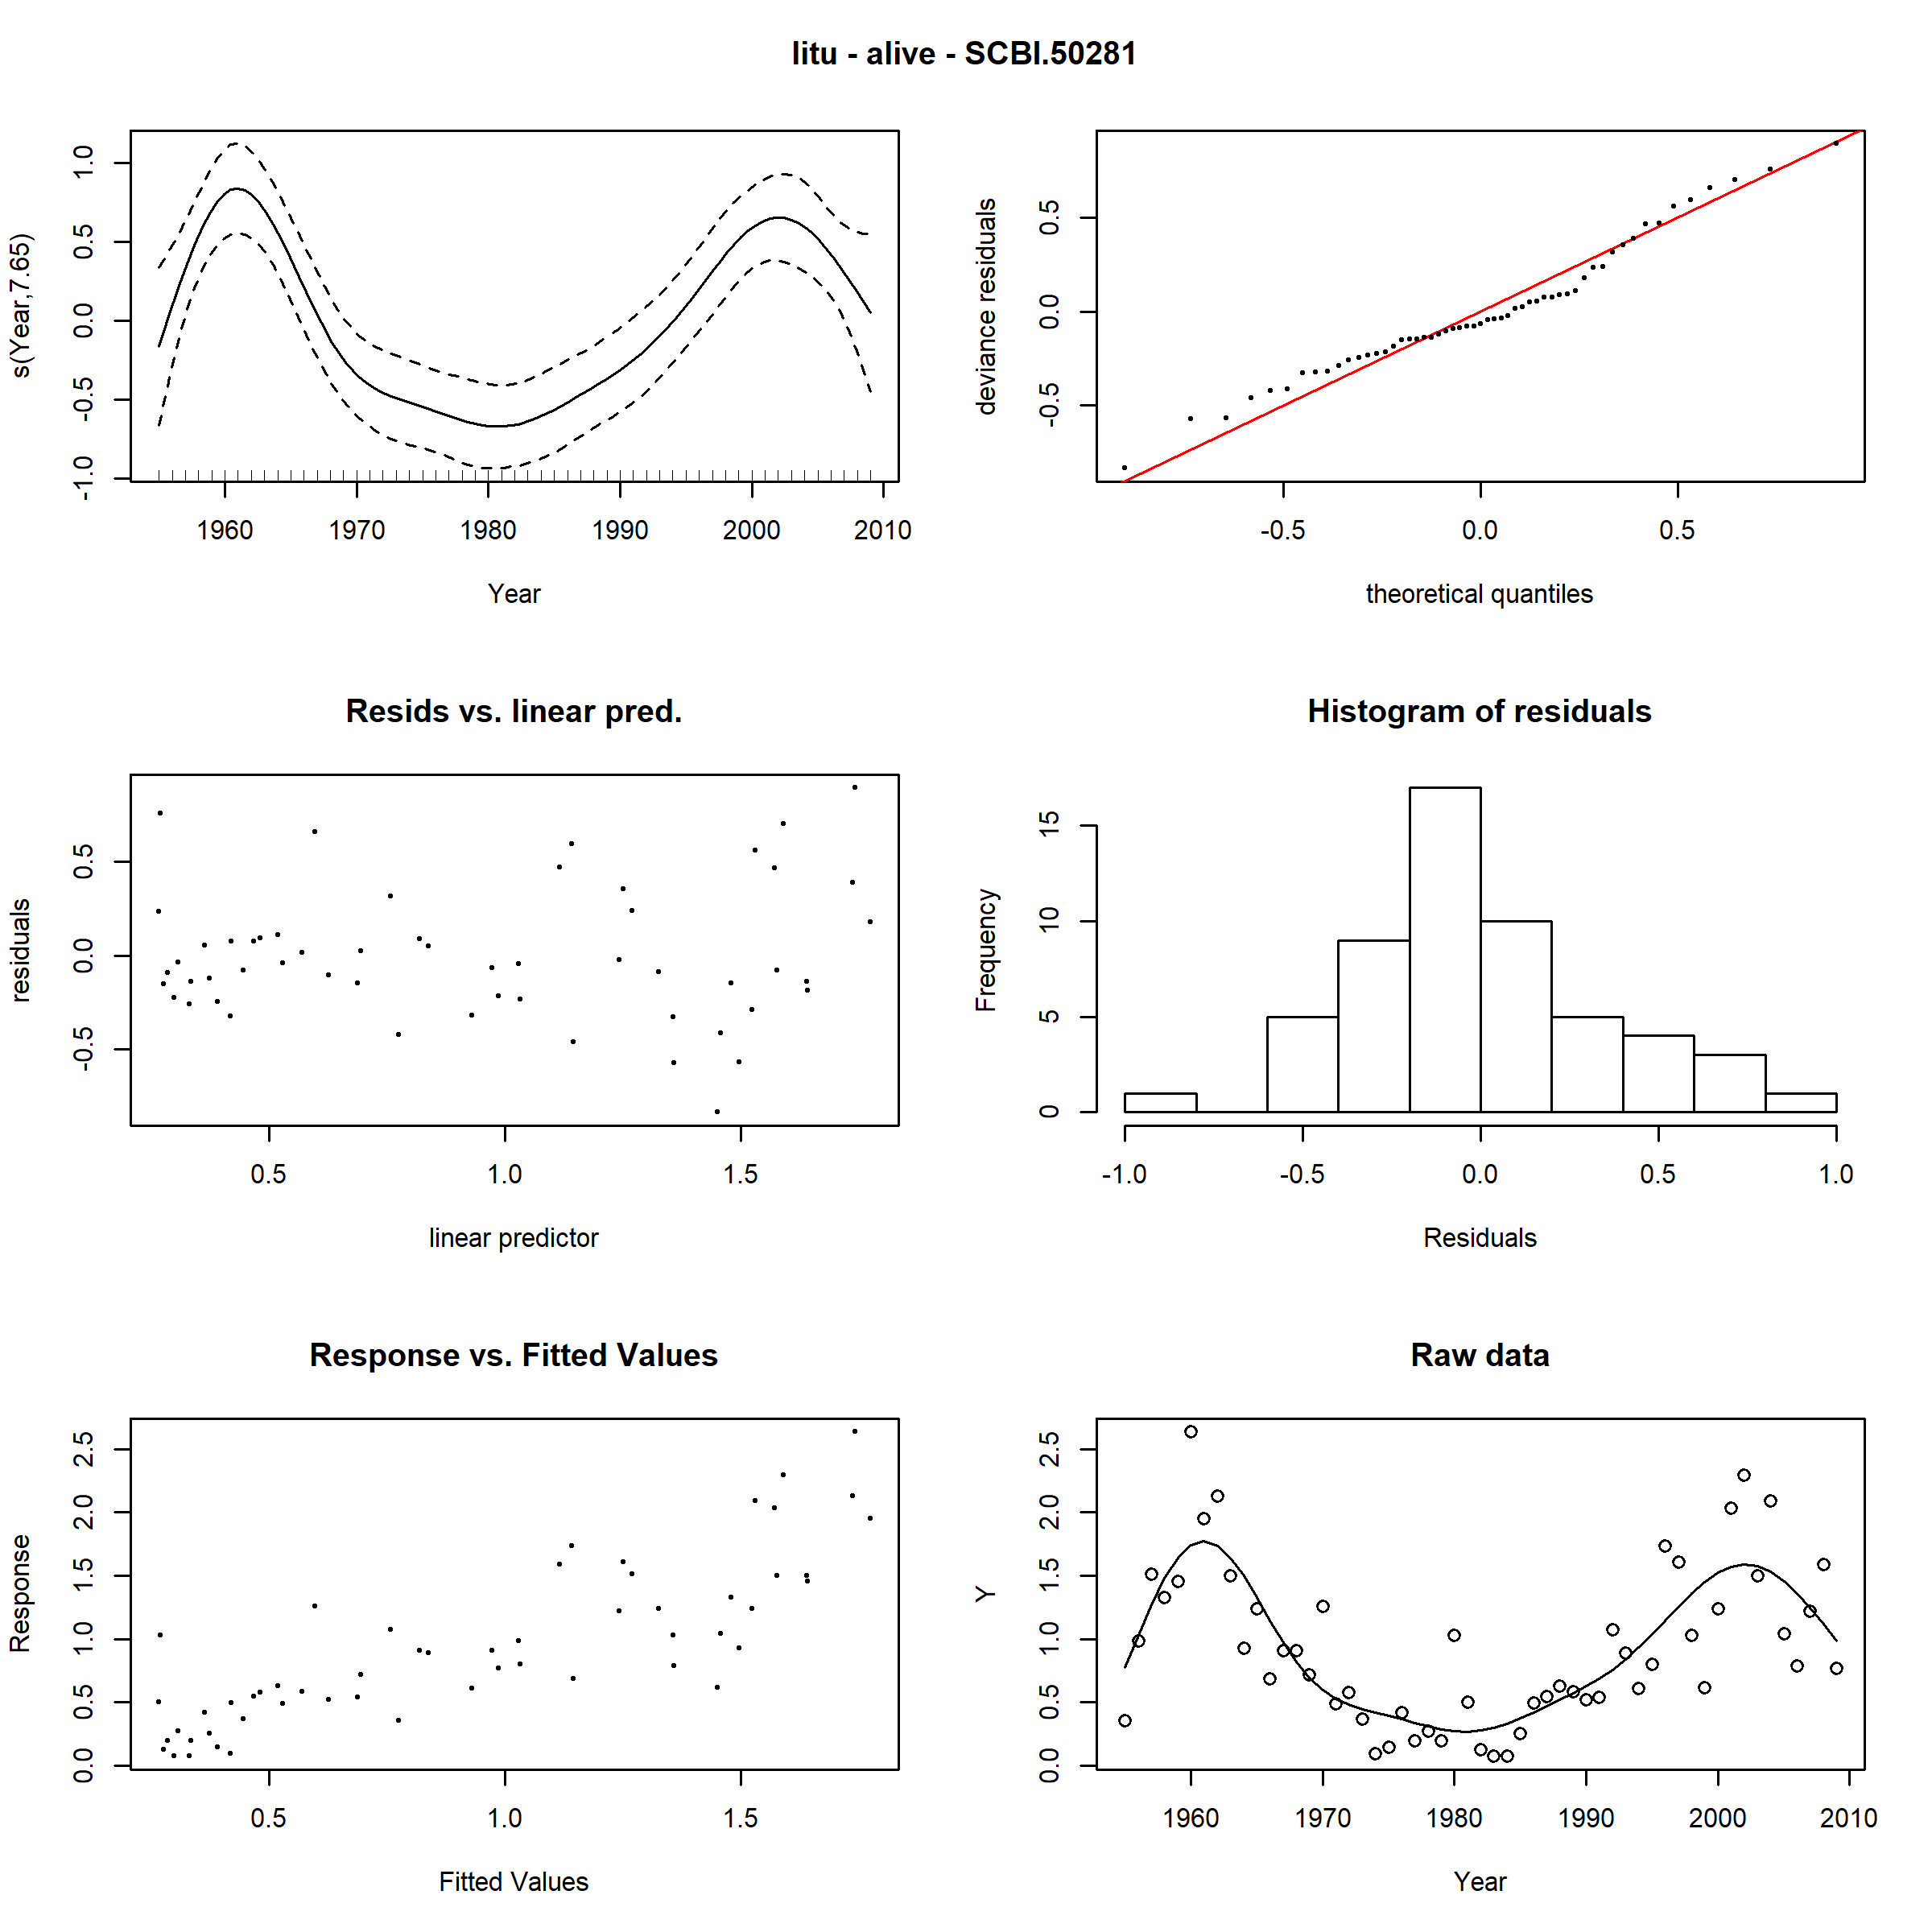 litu - alive - SCBI.50281
s(Year,7.65)
1.0
0.5
0.0
-0.5
-1.0
1960 1970 1980 1990 2000 2010
Year
deviance residuals
0.5
0.0
-0.5
-0.5 0.0 0.5
theoretical quantiles
Resids vs. linear pred.
residuals
0.5
0.0
-0.5
0.5 1.0 1.5
linear predictor
Histogram of residuals
Frequency
15
10
5
0
-1.0 -0.5 0.0 0.5 1.0
Residuals
Response vs. Fitted Values
Response
2.5
2.0
1.5
1.0
0.5
0.0
0.5 1.0 1.5
Fitted Values
Raw data
Y
2.5
2.0
1.5
1.0
0.5
0.0
1960 1970 1980 1990 2000 2010
Year